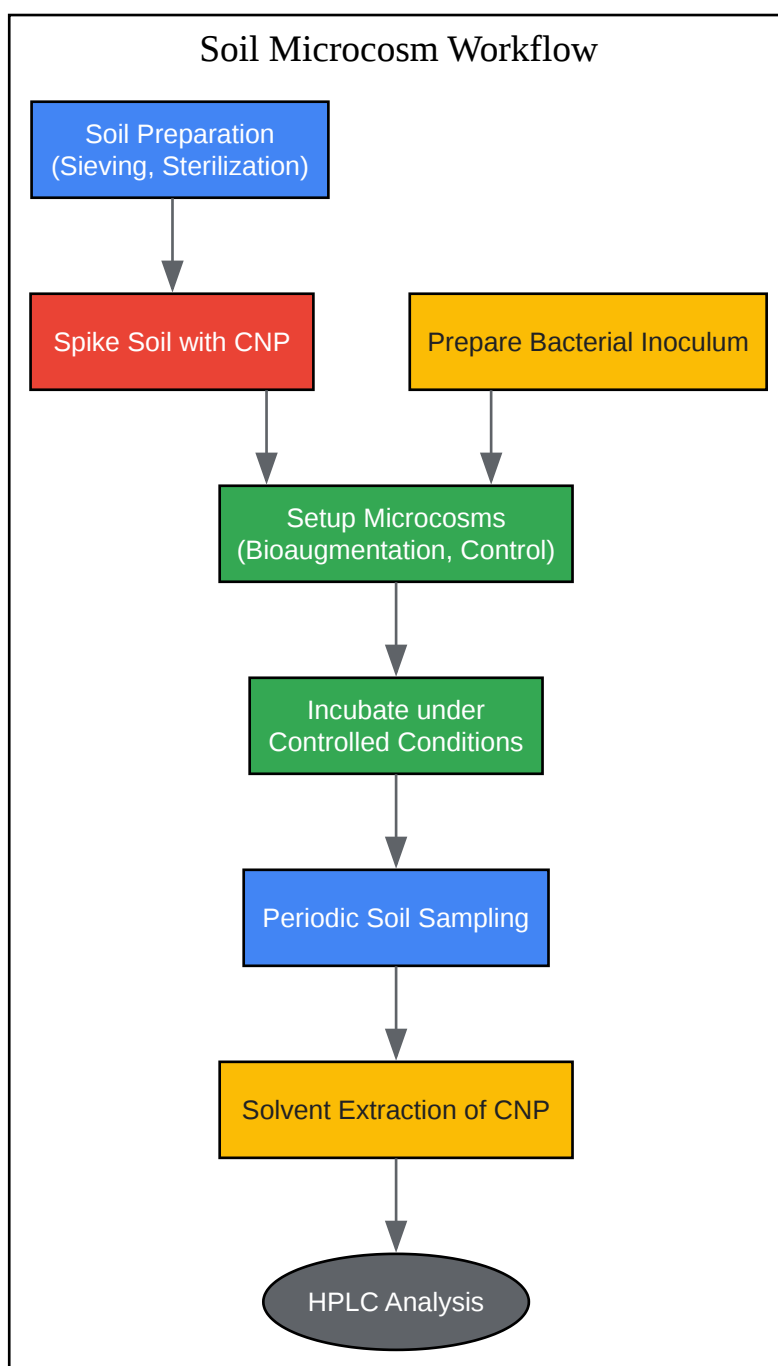 Soil Microcosm Workflow
Soil Preparation
(Sieving, Sterilization)
Spike Soil with CNP
Prepare Bacterial Inoculum
Setup Microcosms
(Bioaugmentation, Control)
Incubate under
Controlled Conditions
Periodic Soil Sampling
Solvent Extraction of CNP
HPLC Analysis